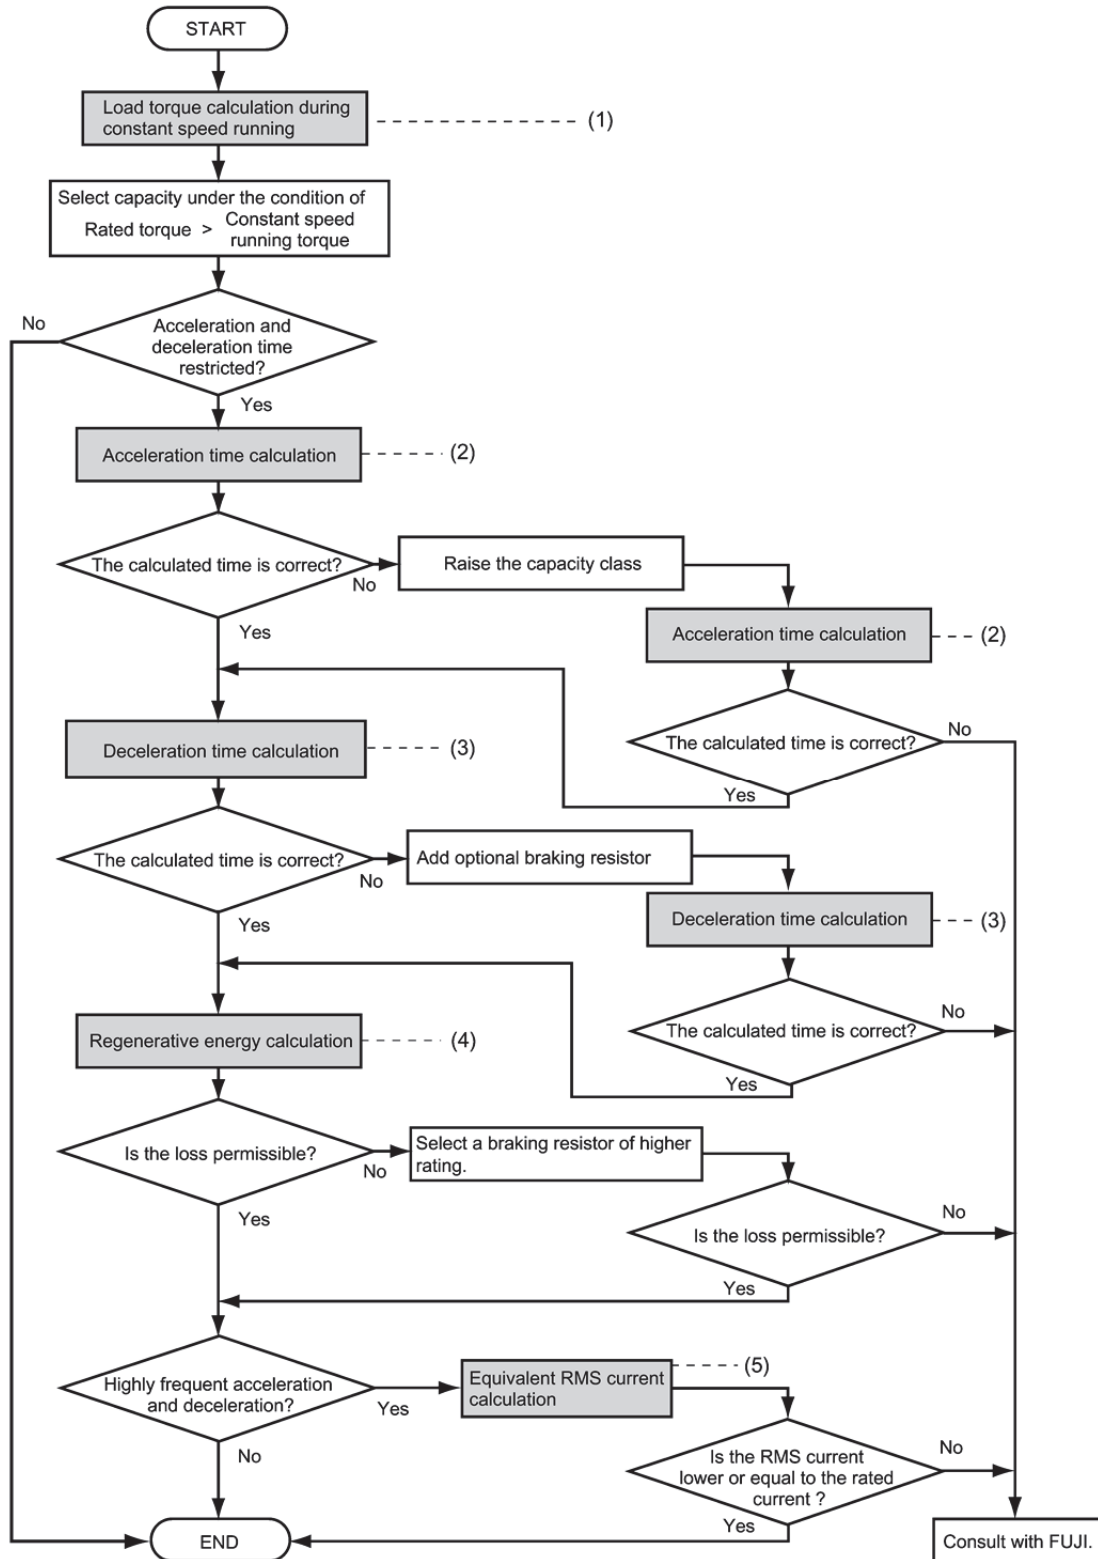 START
Load torque calculation during
constant speed running
(1)
Select capacity under the condition of
Rated torque > Constant speed
running torque
Acceleration and
deceleration time
restricted?
No
Yes
Acceleration time calculation
(2)
The calculated time is correct?
No
Raise the capacity class
Yes
Acceleration time calculation
(2)
The calculated time is correct?
No
Yes
Deceleration time calculation
(3)
The calculated time is correct?
No
Add optional braking resistor
Yes
Deceleration time calculation
(3)
The calculated time is correct?
No
Yes
Regenerative energy calculation
(4)
Is the loss permissible?
No
Select a braking resistor of higher
rating.
Yes
Is the loss permissible?
No
Yes
Highly frequent acceleration
and deceleration?
Yes
No
Equivalent RMS current
calculation
(5)
Is the RMS current
lower or equal to the rated
current ?
No
Yes
END
Consult with FUJI.